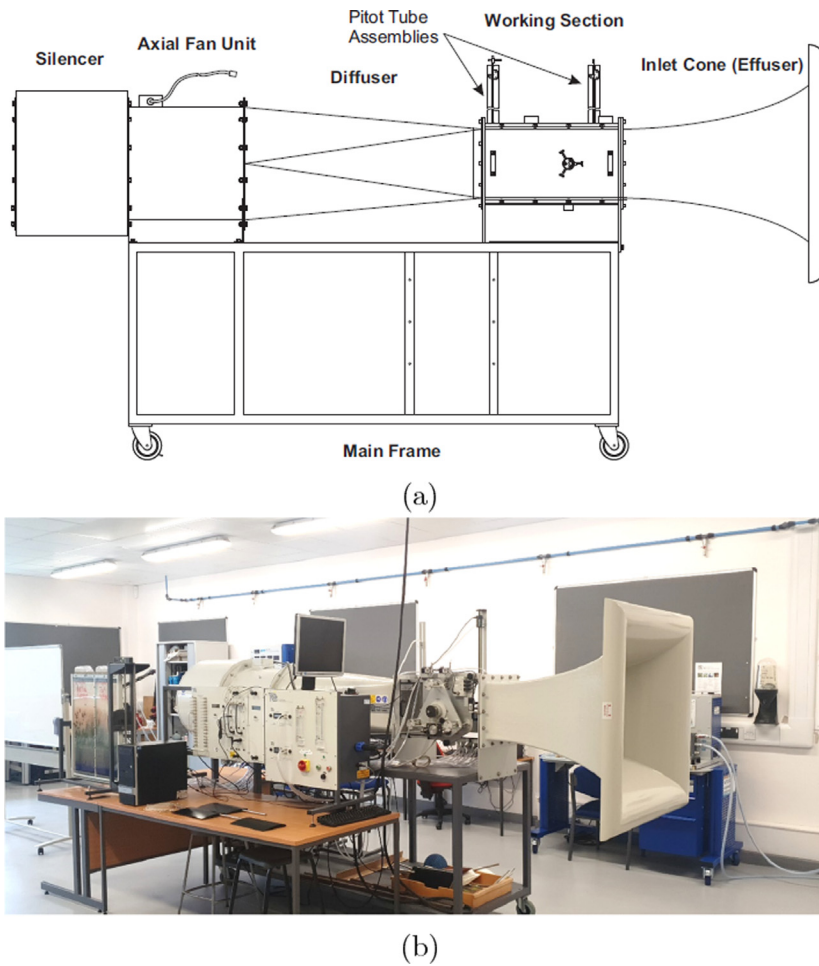 Pitot Tube
Assemblies
Working Section
Axial Fan Unit
Silencer
Diffuser
Inlet Cone (Effuser)
Main Frame
(a)
(b)